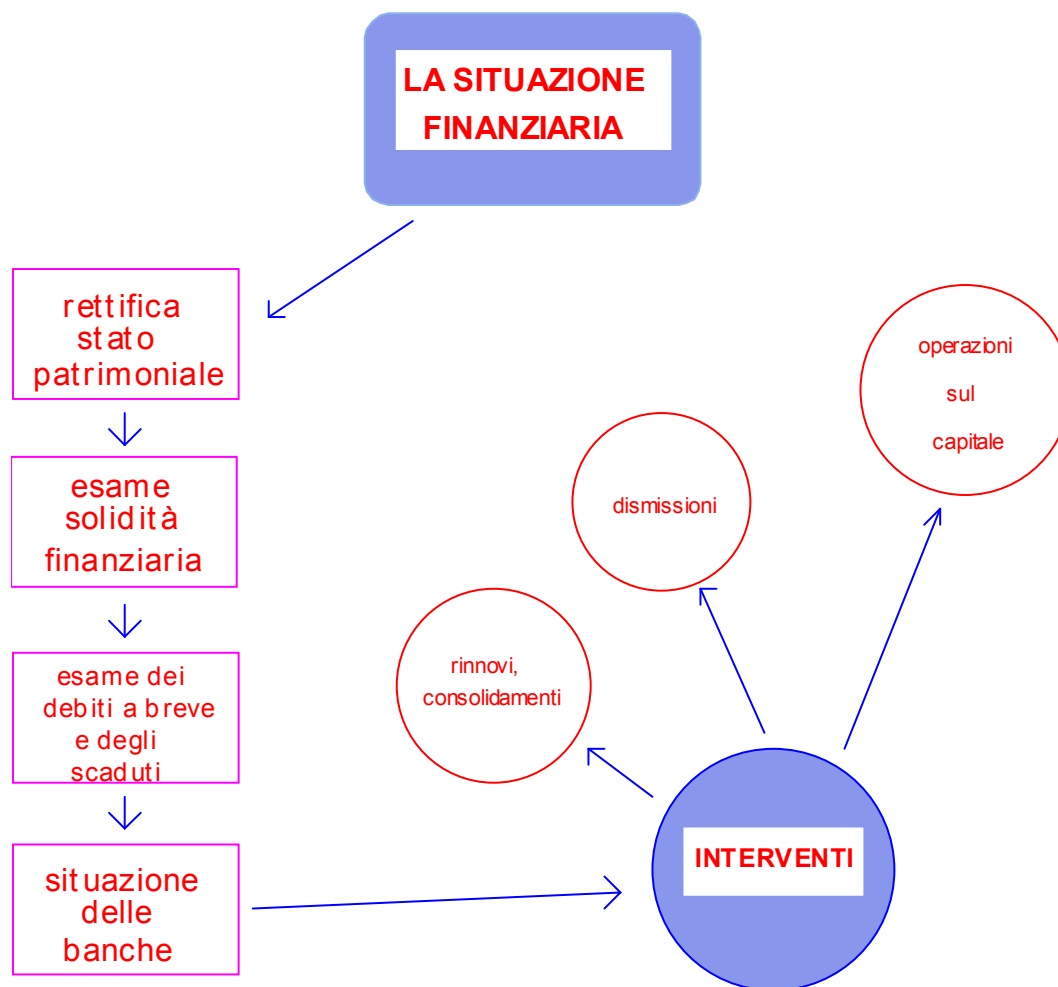 LA SITUAZIONE
FINANZIARIA
rettifica
stato
patrimoniale
esame
solidità
finanziaria
esame dei
debiti a breve
e degli
scaduti
situazione
delle
banche
INTERVENTI
rinnovi,
consolidamenti
dismissioni
operazioni
sul
capitale